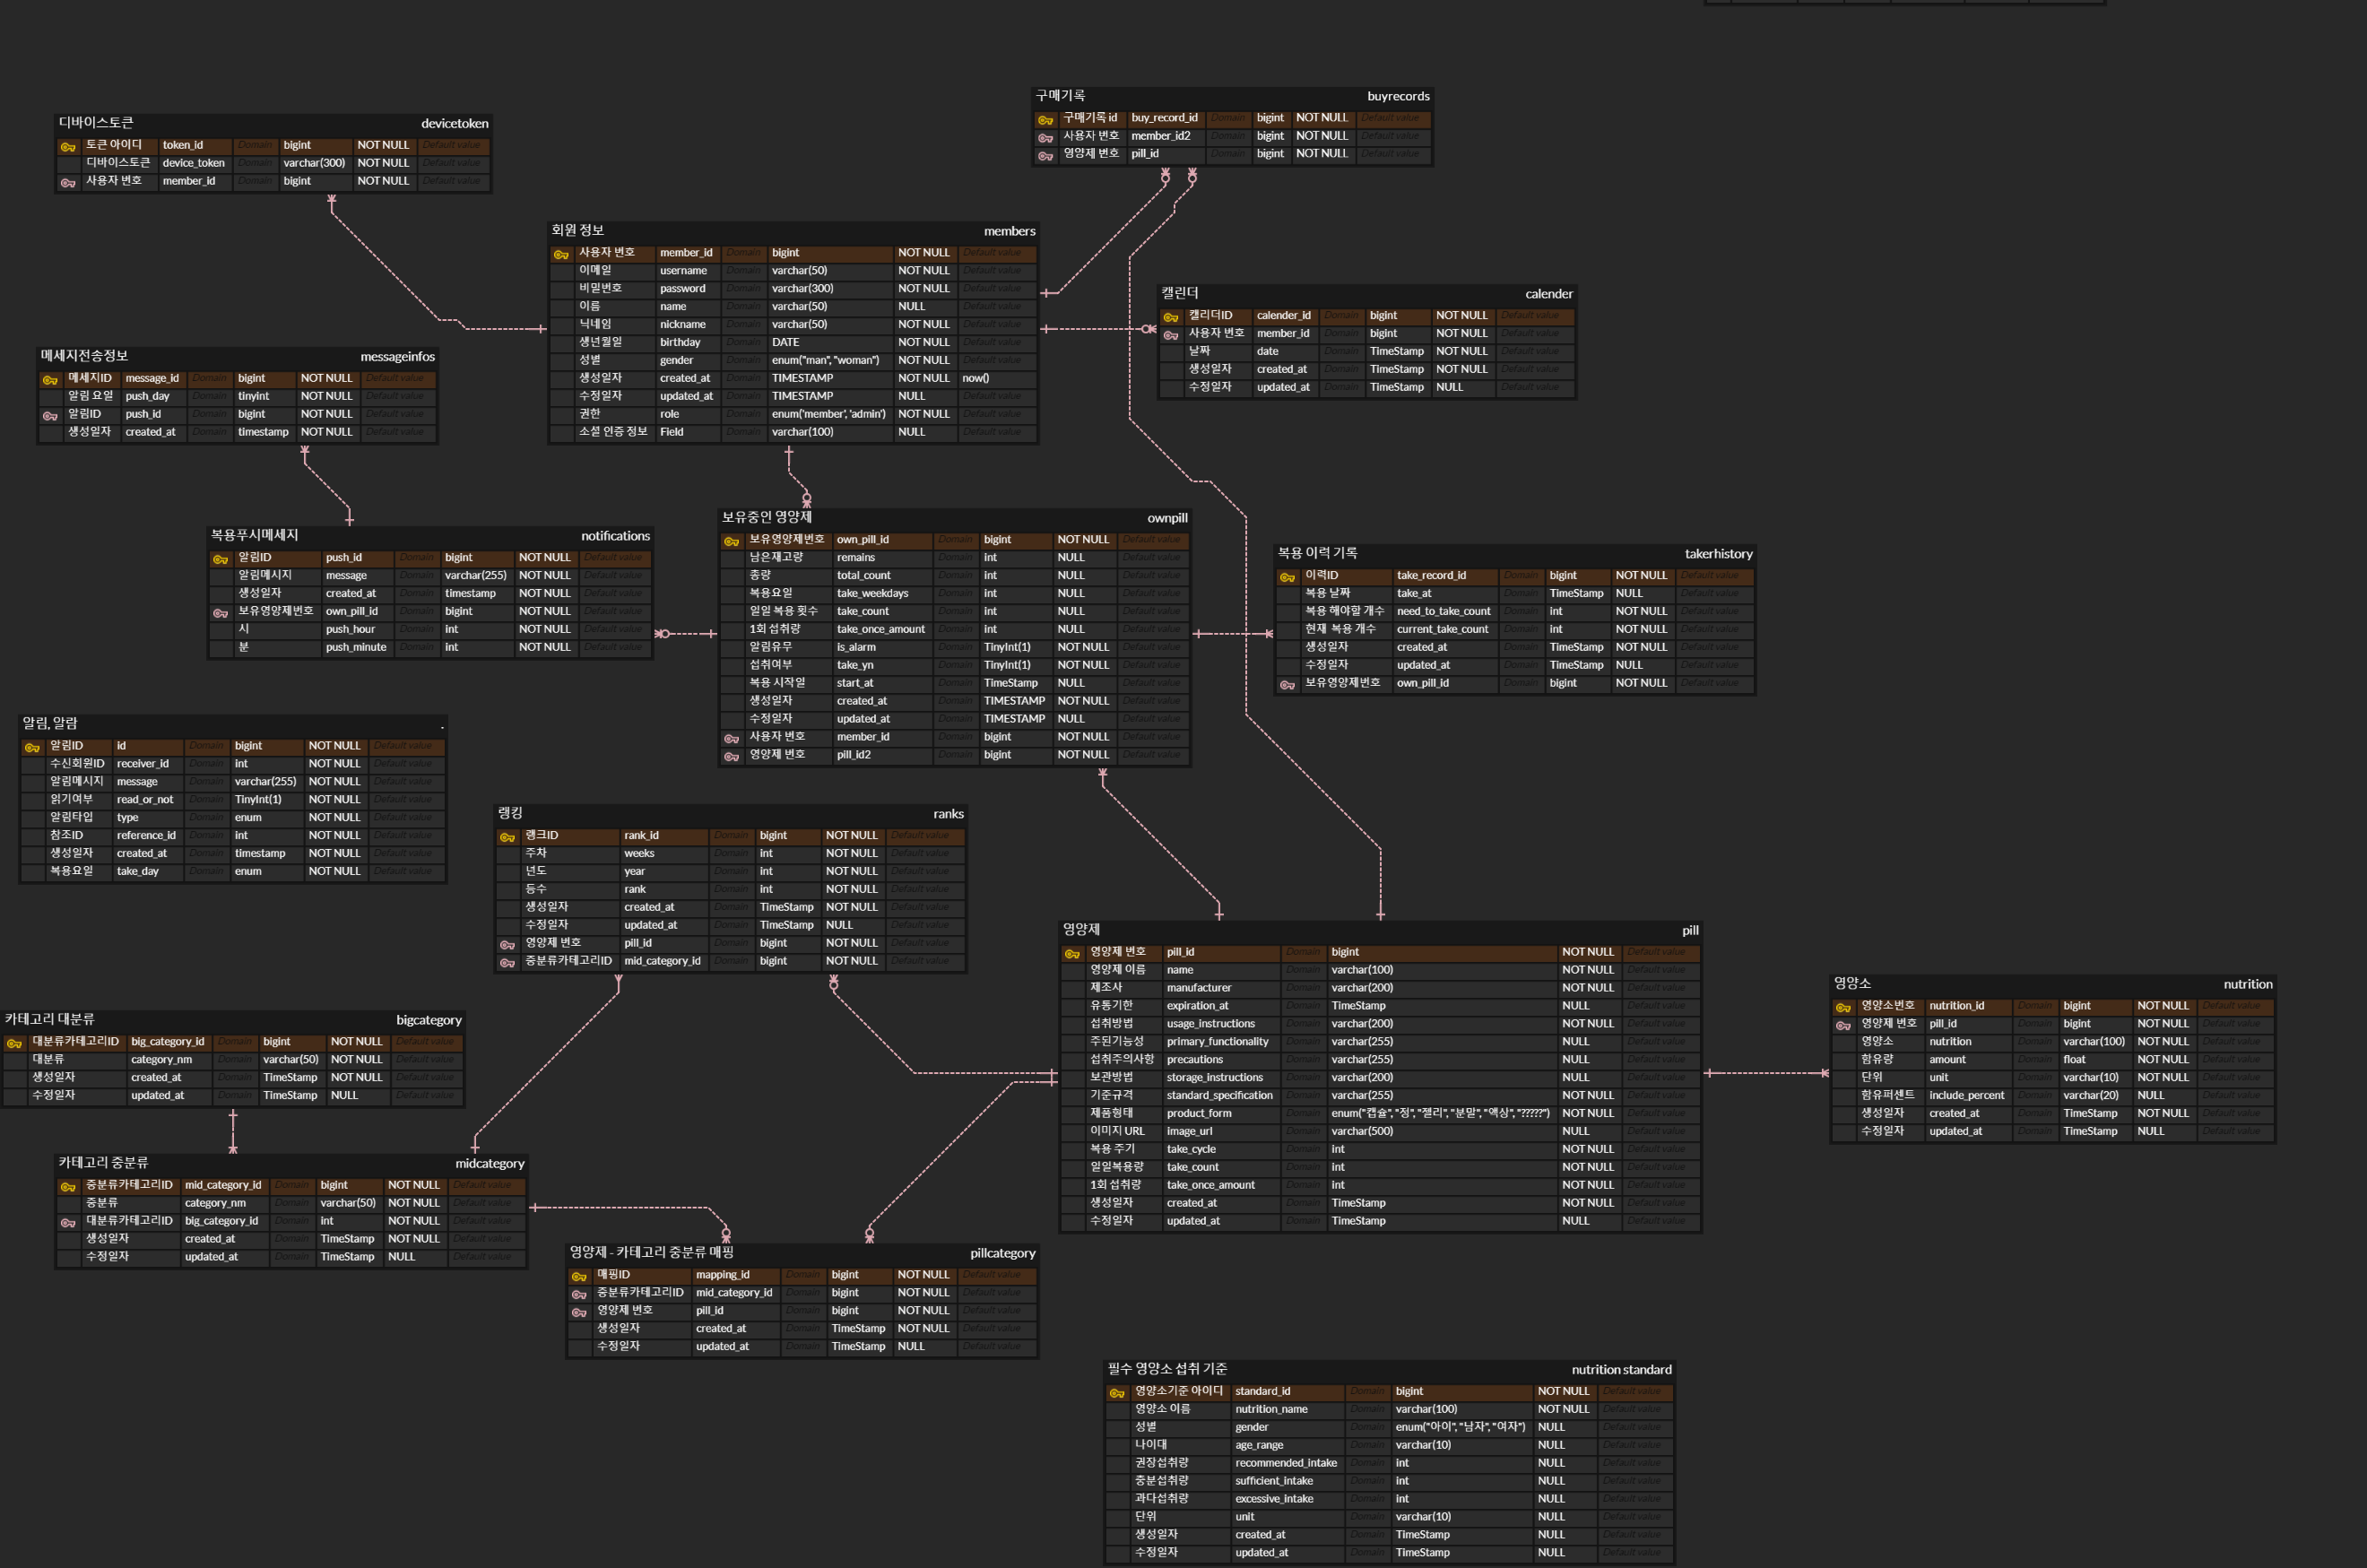 구매기록 buyrecords
구매기록 id buy_record_id Domain bigint NOT NULL Default value
사용자 번호 member_id2 Domain bigint NOT NULL Default value
영양제 번호 pill_id Domain bigint NOT NULL Default value
디바이스토큰 devicetoken
토큰 아이디 token_id Domain bigint NOT NULL Default value
디바이스토큰 device_token Domain varchar(300) NOT NULL Default value
사용자 번호 member_id Domain bigint NOT NULL Default value
회원 정보 members
사용자 번호 member_id Domain bigint NOT NULL Default value
이메일 username Domain varchar(50) NOT NULL Default value
비밀번호 password Domain varchar(300) NOT NULL Default value
이름 name Domain varchar(50) NULL Default value
닉네임 nickname Domain varchar(50) NOT NULL Default value
생년월일 birthday Domain DATE NOT NULL Default value
성별 gender Domain enum("man", "woman") NOT NULL Default value
생성일자 created_at Domain TIMESTAMP NOT NULL now()
수정일자 updated_at Domain TIMESTAMP NULL Default value
권한 role Domain enum('member', 'admin') NOT NULL Default value
소셜 인증 정보 Field Domain varchar(100) NULL Default value
캘린더 calender
캘리더ID calender_id Domain bigint NOT NULL Default value
사용자 번호 member_id Domain bigint NOT NULL Default value
날짜 date Domain TimeStamp NOT NULL Default value
생성일자 created_at Domain TimeStamp NOT NULL Default value
수정일자 updated_at Domain TimeStamp NULL Default value
메세지전송정보 messageinfos
메세지ID message_id Domain bigint NOT NULL Default value
알림 요일 push_day Domain tinyint NOT NULL Default value
알림ID push_id Domain bigint NOT NULL Default value
생성일자 created_at Domain timestamp NOT NULL Default value
복용푸시메세지 notifications
알림ID push_id Domain bigint NOT NULL Default value
알림메시지 message Domain varchar(255) NOT NULL Default value
생성일자 created_at Domain timestamp NOT NULL Default value
보유영양제번호 own_pill_id Domain bigint NOT NULL Default value
시 push_hour Domain int NOT NULL Default value
분 push_minute Domain int NOT NULL Default value
보유중인 영양제 ownpill
보유영양제번호 own_pill_id Domain bigint NOT NULL Default value
남은재고량 remains Domain int NULL Default value
총량 total_count Domain int NULL Default value
복용요일 take_weekdays Domain int NULL Default value
일일 복용 횟수 take_count Domain int NULL Default value
1회 섭취량 take_once_amount Domain int NULL Default value
알림유무 is_alarm Domain TinyInt(1) NOT NULL Default value
섭취여부 take_yn Domain TinyInt(1) NOT NULL Default value
복용 시작일 start_at Domain TimeStamp NULL Default value
생성일자 created_at Domain TIMESTAMP NOT NULL Default value
수정일자 updated_at Domain TIMESTAMP NULL Default value
사용자 번호 member_id Domain bigint NOT NULL Default value
영양제 번호 pill_id2 Domain bigint NOT NULL Default value
복용 이력 기록 takerhistory
이력ID take_record_id Domain bigint NOT NULL Default value
복용 날짜 take_at Domain TimeStamp NULL Default value
복용 해야할 개수 need_to_take_count Domain int NOT NULL Default value
현재 복용 개수 current_take_count Domain int NOT NULL Default value
생성일자 created_at Domain TimeStamp NOT NULL Default value
수정일자 updated_at Domain TimeStamp NULL Default value
보유영양제번호 own_pill_id Domain bigint NOT NULL Default value
알림, 알람 .
알림ID id Domain bigint NOT NULL Default value
수신회원ID receiver_id Domain int NOT NULL Default value
알림메시지 message Domain varchar(255) NOT NULL Default value
읽기여부 read_or_not Domain TinyInt(1) NOT NULL Default value
알림타입 type Domain enum NOT NULL Default value
참조ID reference_id Domain int NOT NULL Default value
생성일자 created_at Domain timestamp NOT NULL Default value
복용요일 take_day Domain enum NOT NULL Default value
랭킹 ranks
랭크ID rank_id Domain bigint NOT NULL Default value
주차 weeks Domain int NOT NULL Default value
년도 year Domain int NOT NULL Default value
등수 rank Domain int NOT NULL Default value
생성일자 created_at Domain TimeStamp NOT NULL Default value
수정일자 updated_at Domain TimeStamp NULL Default value
영양제 번호 pill_id Domain bigint NOT NULL Default value
중분류카테고리ID mid_category_id Domain bigint NOT NULL Default value
영양제 pill
영양제 번호 pill_id Domain bigint NOT NULL Default value
영양제 이름 name Domain varchar(100) NOT NULL Default value
제조사 manufacturer Domain varchar(200) NOT NULL Default value
유통기한 expiration_at Domain TimeStamp NULL Default value
섭취방법 usage_instructions Domain varchar(200) NOT NULL Default value
주된기능성 primary_functionality Domain varchar(255) NULL Default value
섭취주의사항 precautions Domain varchar(255) NULL Default value
보관방법 storage_instructions Domain varchar(200) NULL Default value
기준규격 standard_specification Domain varchar(255) NOT NULL Default value
제품형태 product_form Domain enum("캡슐", "정", "젤리", "분말", "액상", "?????") NOT NULL Default value
이미지 URL image_url Domain varchar(500) NULL Default value
복용 주기 take_cycle Domain int NOT NULL Default value
일일복용량 take_count Domain int NOT NULL Default value
1회 섭취량 take_once_amount Domain int NOT NULL Default value
생성일자 created_at Domain TimeStamp NOT NULL Default value
수정일자 updated_at Domain TimeStamp NULL Default value
영양소 nutrition
영양소번호 nutrition_id Domain bigint NOT NULL Default value
영양제 번호 pill_id Domain bigint NOT NULL Default value
영양소 nutrition Domain varchar(100) NOT NULL Default value
함유량 amount Domain float NOT NULL Default value
단위 unit Domain varchar(10) NOT NULL Default value
함유퍼센트 include_percent Domain varchar(20) NULL Default value
생성일자 created_at Domain TimeStamp NOT NULL Default value
수정일자 updated_at Domain TimeStamp NULL Default value
카테고리 대분류 bigcategory
대분류카테고리ID big_category_id Domain bigint NOT NULL Default value
대분류 category_nm Domain varchar(50) NOT NULL Default value
생성일자 created_at Domain TimeStamp NOT NULL Default value
수정일자 updated_at Domain TimeStamp NULL Default value
카테고리 중분류 midcategory
중분류카테고리ID mid_category_id Domain bigint NOT NULL Default value
중분류 category_nm Domain varchar(50) NOT NULL Default value
대분류카테고리ID big_category_id Domain int NOT NULL Default value
생성일자 created_at Domain TimeStamp NOT NULL Default value
수정일자 updated_at Domain TimeStamp NULL Default value
영양제 - 카테고리 중분류 매핑 pillcategory
매핑ID mapping_id Domain bigint NOT NULL Default value
중분류카테고리ID mid_category_id Domain bigint NOT NULL Default value
영양제 번호 pill_id Domain bigint NOT NULL Default value
생성일자 created_at Domain TimeStamp NOT NULL Default value
수정일자 updated_at Domain TimeStamp NULL Default value
필수 영양소 섭취 기준 nutrition standard
영양소기준 아이디 standard_id Domain bigint NOT NULL Default value
영양소 이름 nutrition_name Domain varchar(100) NOT NULL Default value
성별 gender Domain enum("아이", "남자", "여자") NULL Default value
나이대 age_range Domain varchar(10) NULL Default value
권장섭취량 recommended_intake Domain int NULL Default value
충분섭취량 sufficient_intake Domain int NULL Default value
과다섭취량 excessive_intake Domain int NULL Default value
단위 unit Domain varchar(10) NULL Default value
생성일자 created_at Domain TimeStamp NULL Default value
수정일자 updated_at Domain TimeStamp NULL Default value